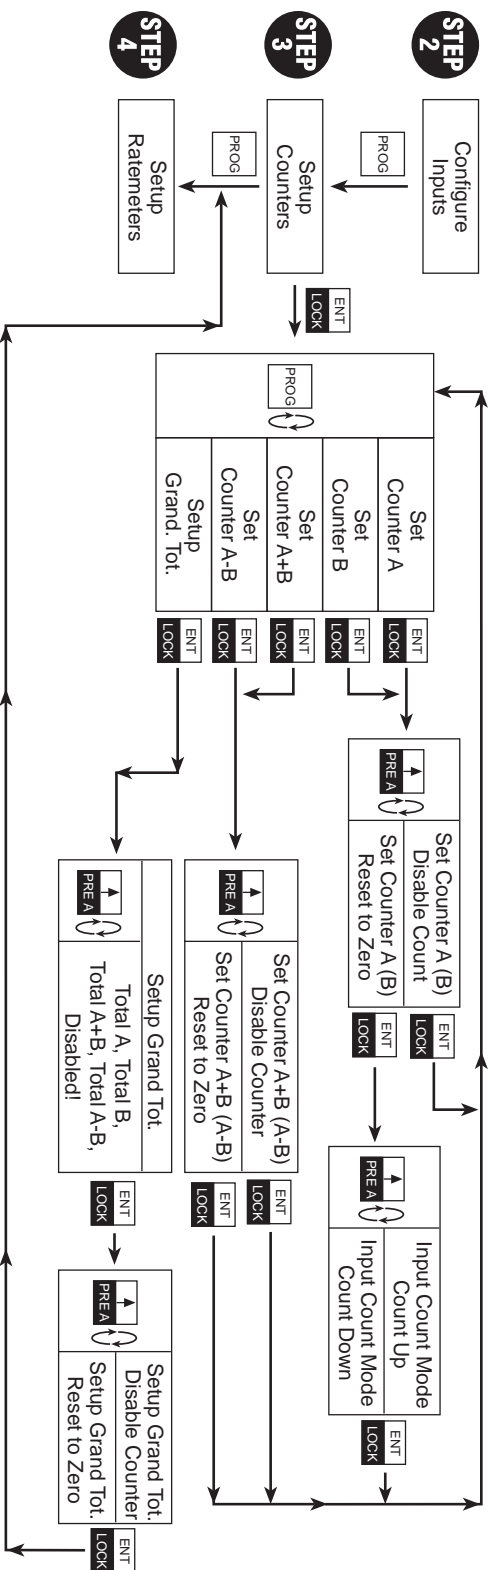 STEP
2
Configure
Inputs
PROG
STEP
3
Setup
Counters
PROG
STEP
4
Setup
Ratemeters
ENT
LOCK
PROG
Set
Counter A
Set
Counter B
Set
Counter A+B
Set
Counter A-B
Setup
Grand. Tot.
ENT
LOCK
ENT
LOCK
ENT
LOCK
ENT
LOCK
ENT
LOCK
PRE A
Set Counter A (B)
Disable Count
Set Counter A (B)
Reset to Zero
ENT
LOCK
ENT
LOCK
PRE A
Input Count Mode
Count Up
Input Count Mode
Count Down
ENT
LOCK
PRE A
Set Counter A+B (A-B)
Disable Counter
Set Counter A+B (A-B)
Reset to Zero
ENT
LOCK
ENT
LOCK
PRE A
Setup Grand Tot.
Total A, Total B,
Total A+B, Total A-B,
Disabled!
ENT
LOCK
PRE A
Setup Grand Tot.
Disable Counter
Setup Grand Tot.
Reset to Zero
ENT
LOCK